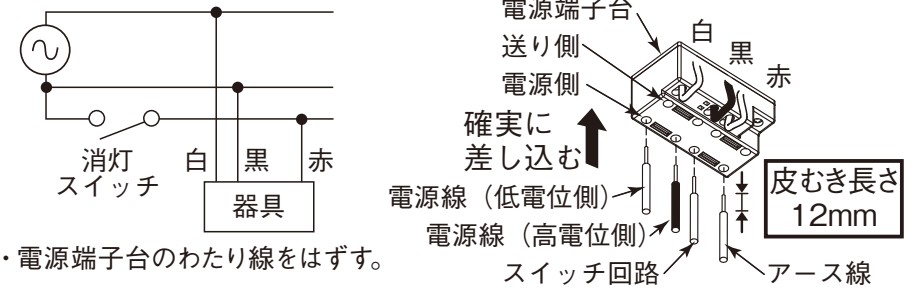 消灯
スイッチ
白
黒
赤
器具
・電源端子台のわたり線をはずす。
電源端子台
送り側
電源側
白
黒
赤
確実に
差し込む
電源線（低電位側）
電源線（高電位側）
スイッチ回路
アース線
皮むき長さ
12mm